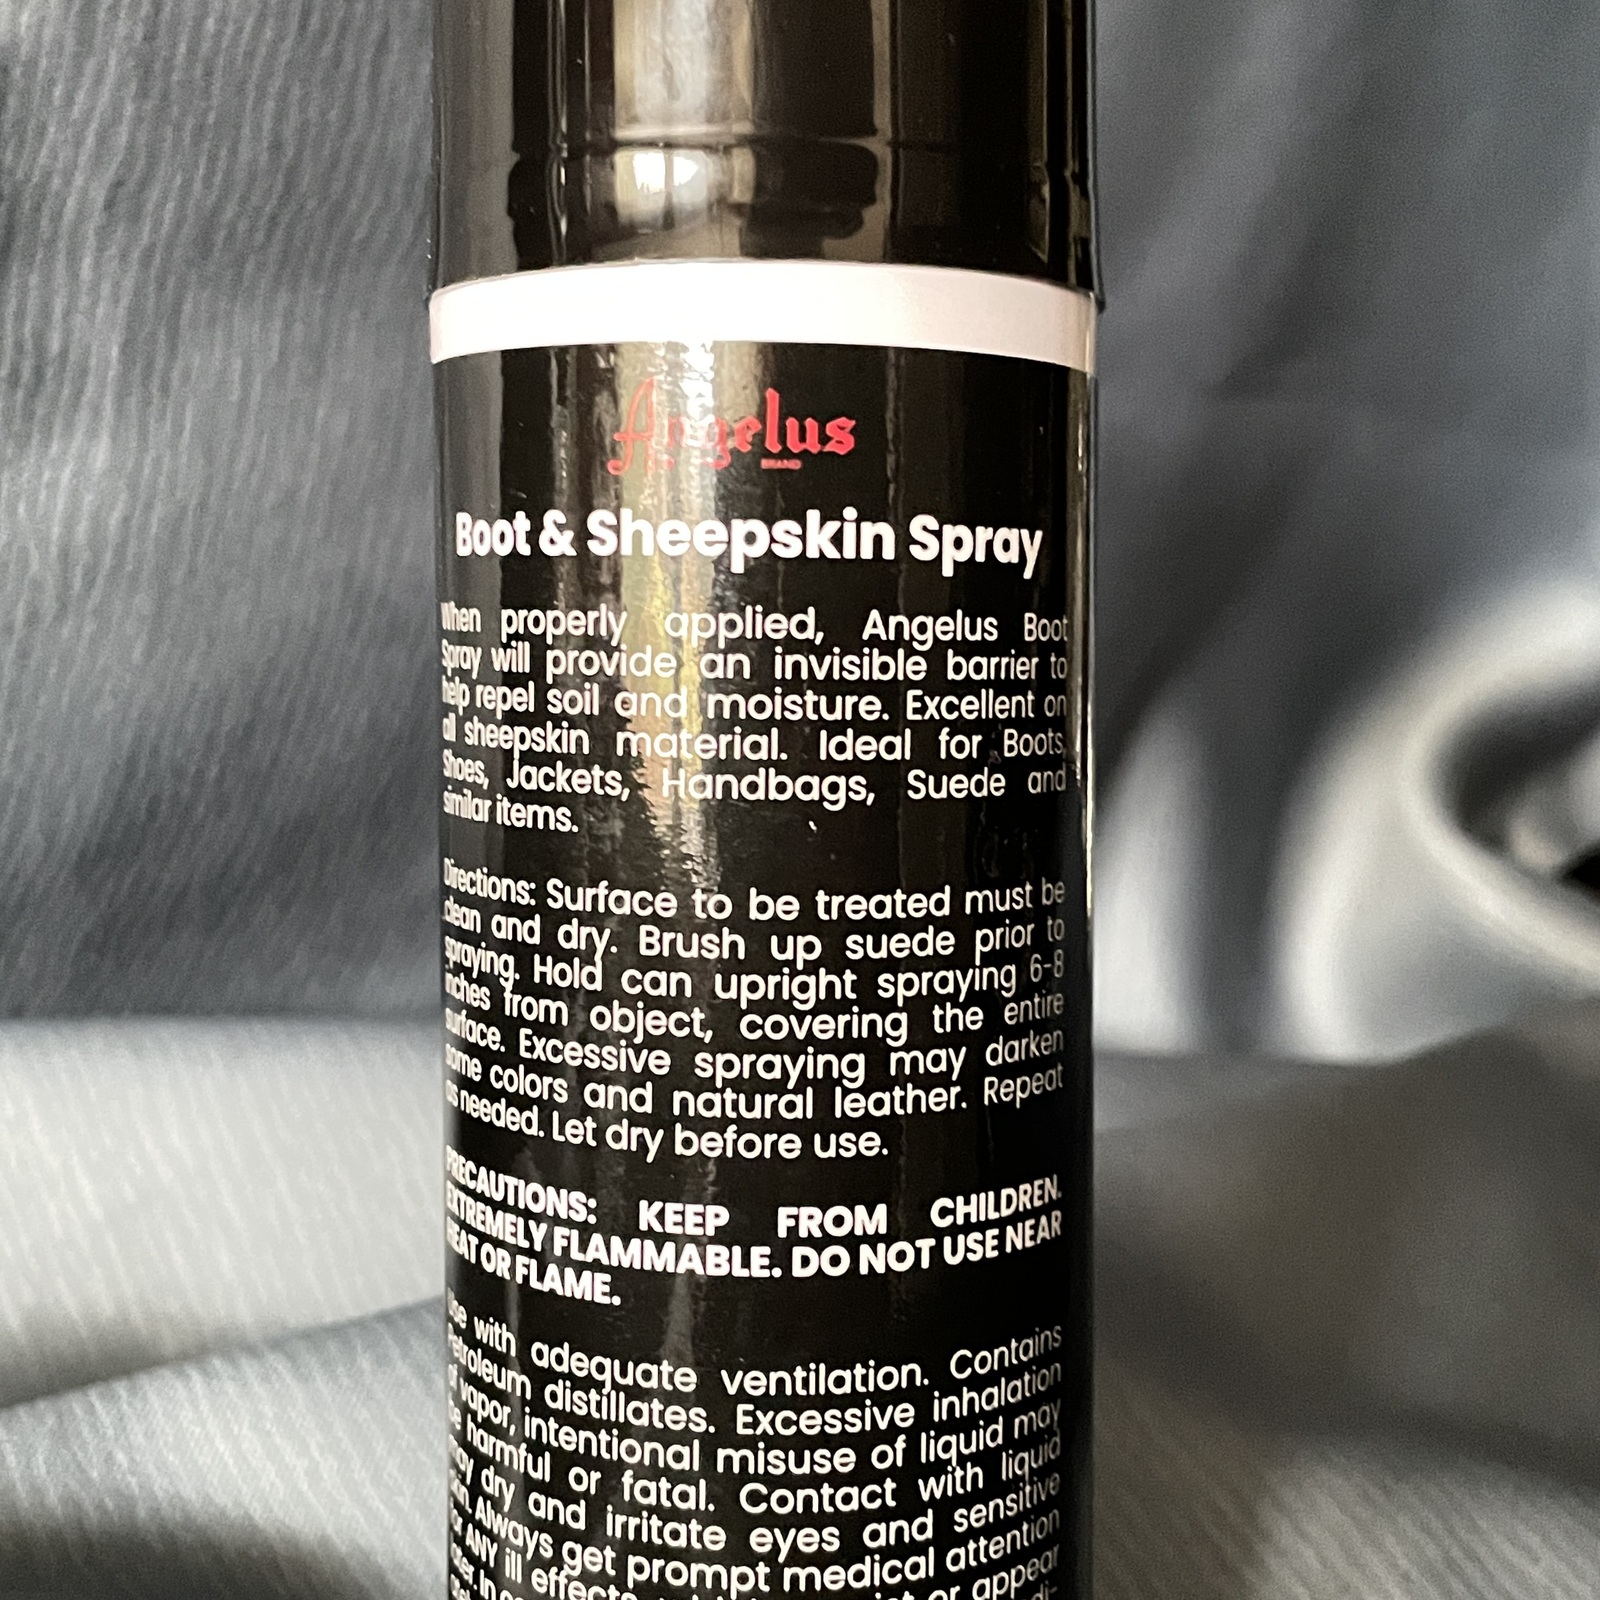 Angelus
BRAND
Boot & Sheepskin Spray
When properly applied, Angelus Boot
Spray will provide an invisible barrier to
help repel soil and moisture. Excellent on
all sheepskin material. Ideal for Boots,
Shoes, Jackets, Handbags, Suede and
similar items.
Directions: Surface to be treated must be
clean and dry. Brush up suede prior to
spraying. Hold can upright spraying 6-8
inches from object, covering the entire
surface. Excessive spraying may darken
some colors and natural leather. Repeat
as needed. Let dry before use.
PRECAUTIONS: KEEP FROM CHILDREN.
EXTREMELY FLAMMABLE. DO NOT USE NEAR
HEAT OR FLAME.
Use with adequate ventilation. Contains
Petroleum distillates. Excessive inhalation
of vapor, intentional misuse of liquid may
be harmful or fatal. Contact with liquid
may dry and irritate eyes and sensitive
skin. Always get prompt medical attention
for ANY ill effects or appear
later. In